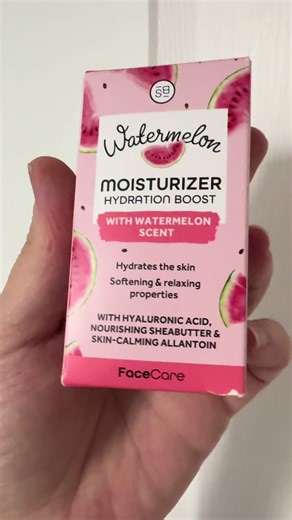 Watermelon
MOISTURIZER
HYDRATION BOOST
WITH WATERMELON
SCENT
Hydrates the skin
Softening & relaxing
properties
WITH HYALURONIC ACID,
NOURISHING SHEABUTTER &
SKIN-CALMING ALLANTOIN
FaceCare